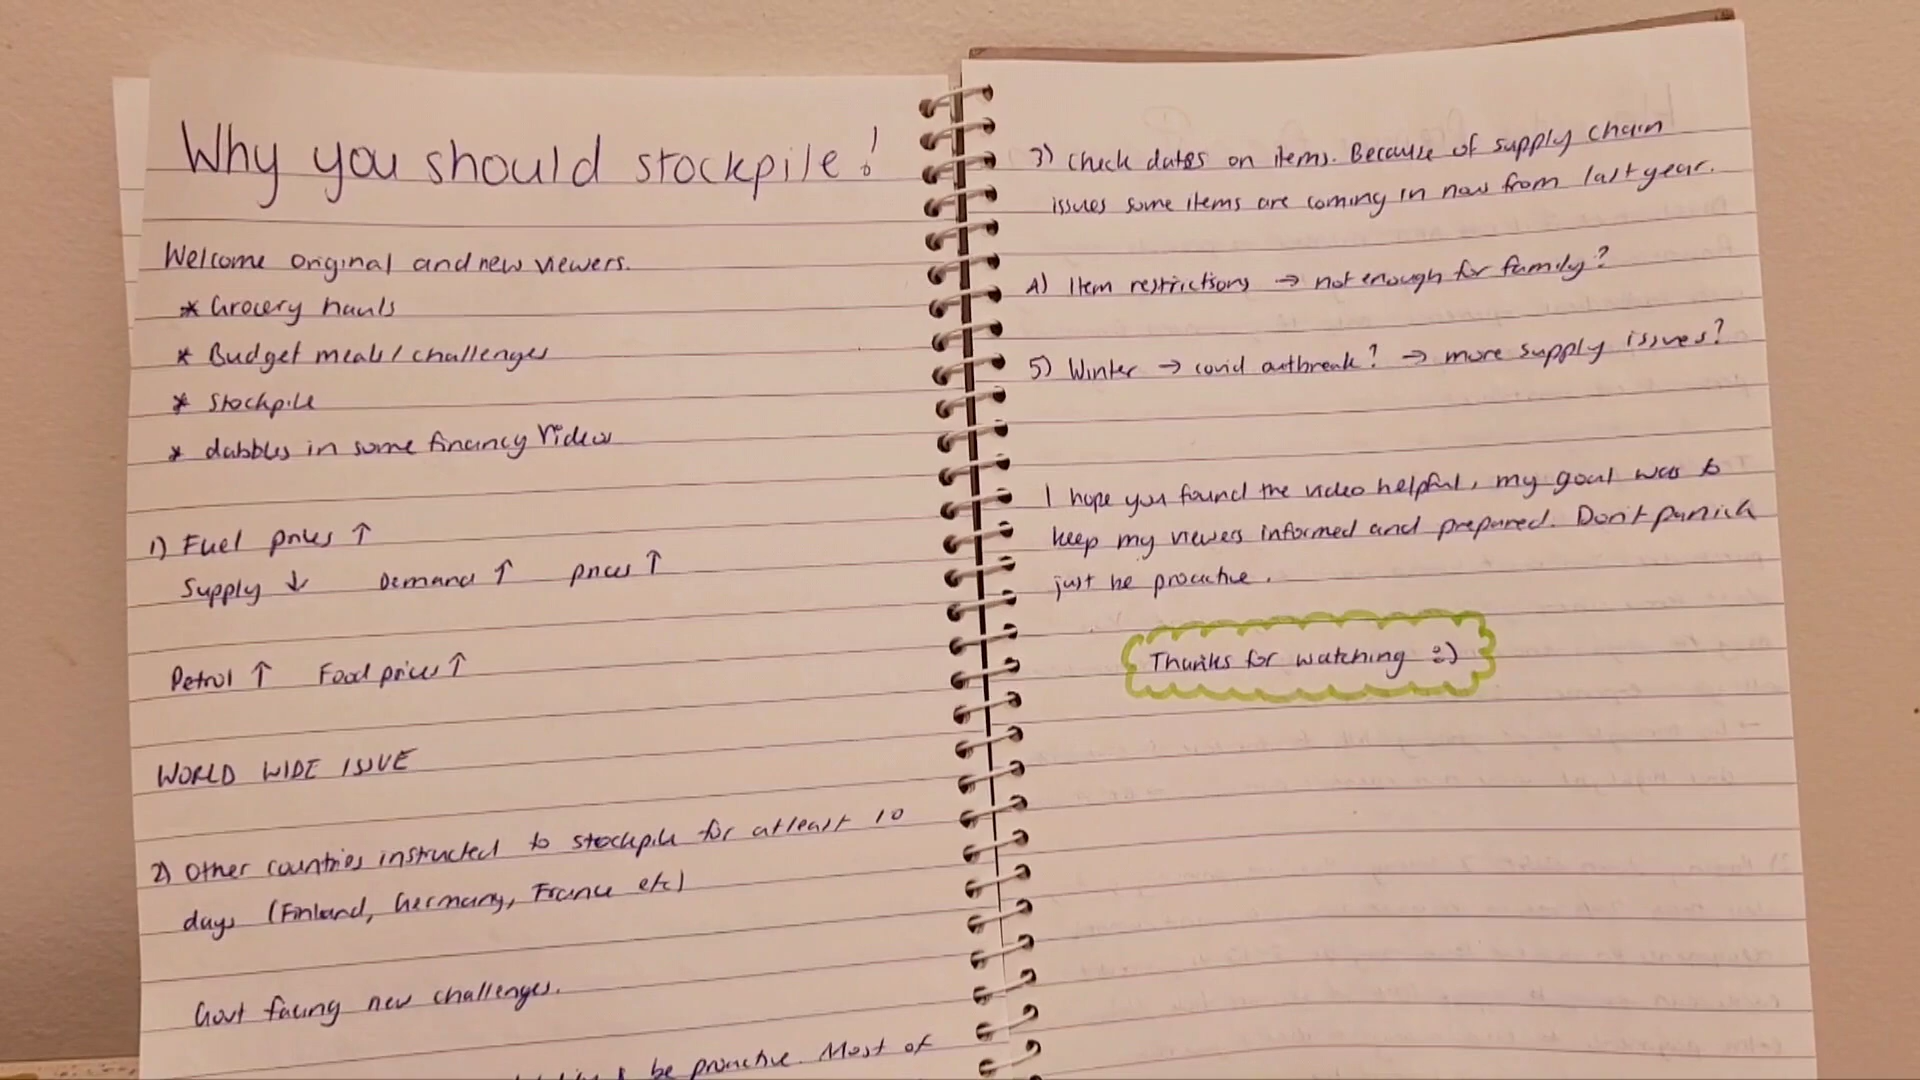 Why you should stockpile!
Welcome original and new viewers.
* Grocery hauls
* Budget meals / challenges
* Stockpile
* dabbles in some financy videos
1) Fuel prices ↑
Supply ↓ Demand ↑ prices ↑
Petrol ↑ Food prices ↑
WORLD WIDE ISSUE
2) Other countries instructed to stockpile for atleast 10
days (Finland, Germany, France etc)
Govt facing new challenges.
& be proactive. Most of
3) Check dates on items. Because of supply chain
issues some items are coming in now from last year.
4) Item restrictions → not enough for family?
5) Winter → covid outbreak? → more supply issues?
I hope you found the video helpful, my goal was to
keep my viewers informed and prepared. Don't panick
just be proactive.
Thanks for watching :)